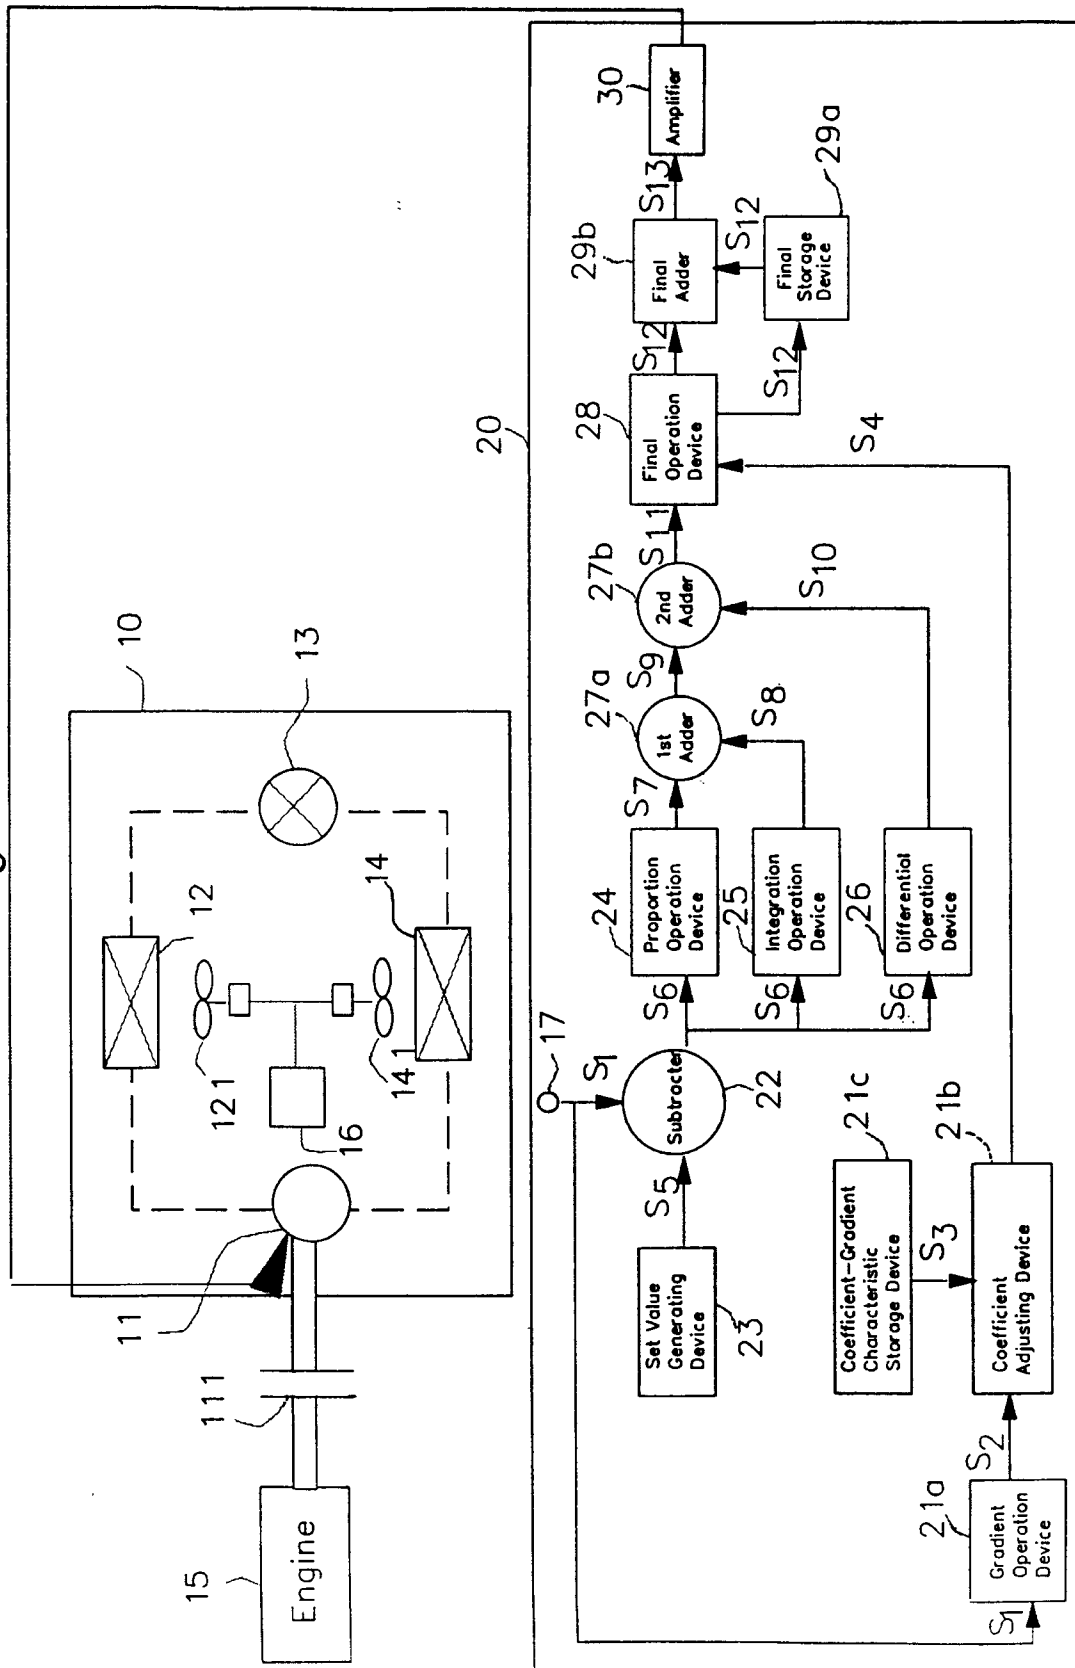 10
13
12
14
121
141
16
11
11
111
15
Engine
20
17
S1
Subtracter
22
S5
Set Value
Generating
Device
23
S6
S6
S6
24
Proportion
Operation
Device
25
Integration
Operation
Device
26
Differential
Operation
Device
S7
S8
27a
1st
Adder
S9
27b
2nd
Adder
S10
S11
28
Final
Operation
Device
S4
S12
S12
29b
Final
Adder
S12
29a
Final
Storage
Device
S13
30
Amplifier
21c
Coefficient-Gradient
Characteristic
Storage Device
S3
21b
Coefficient
Adjusting Device
S2
21a
Gradient
Operation
Device
S1